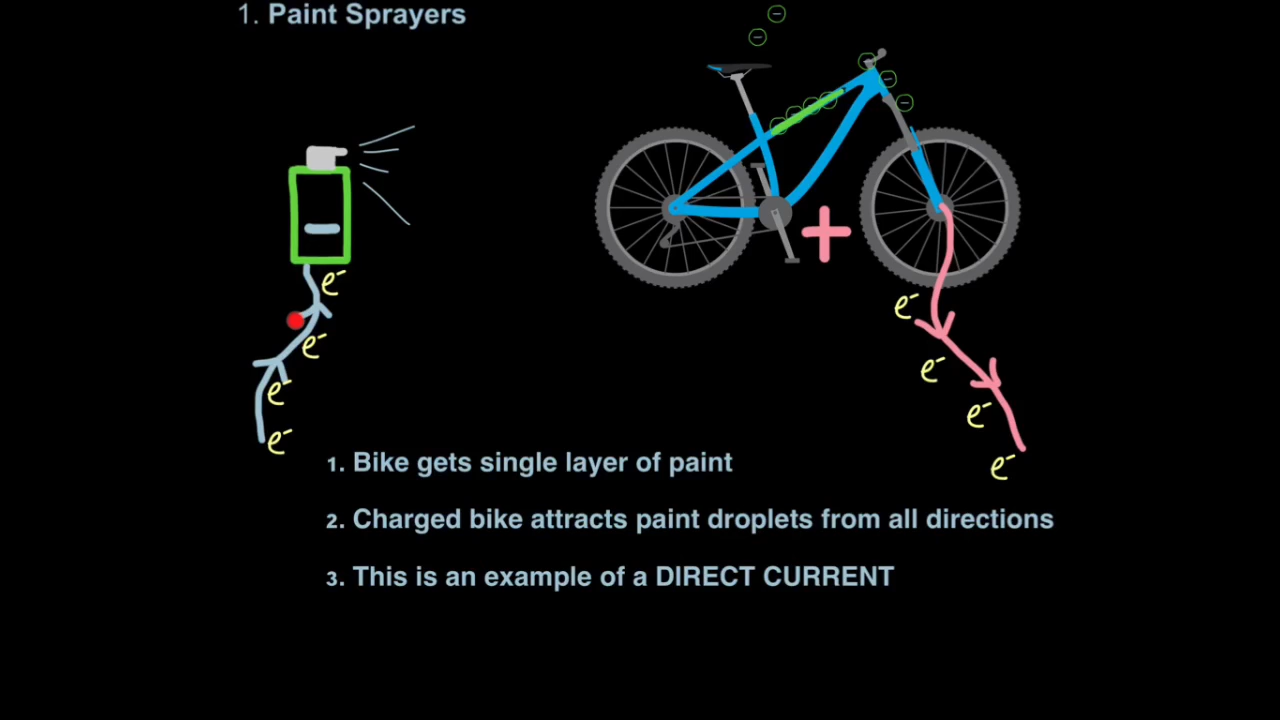 1. Paint Sprayers
e-
e-
e-
e-
+
e-
e-
e-
e-
1. Bike gets single layer of paint
2. Charged bike attracts paint droplets from all directions
3. This is an example of a DIRECT CURRENT